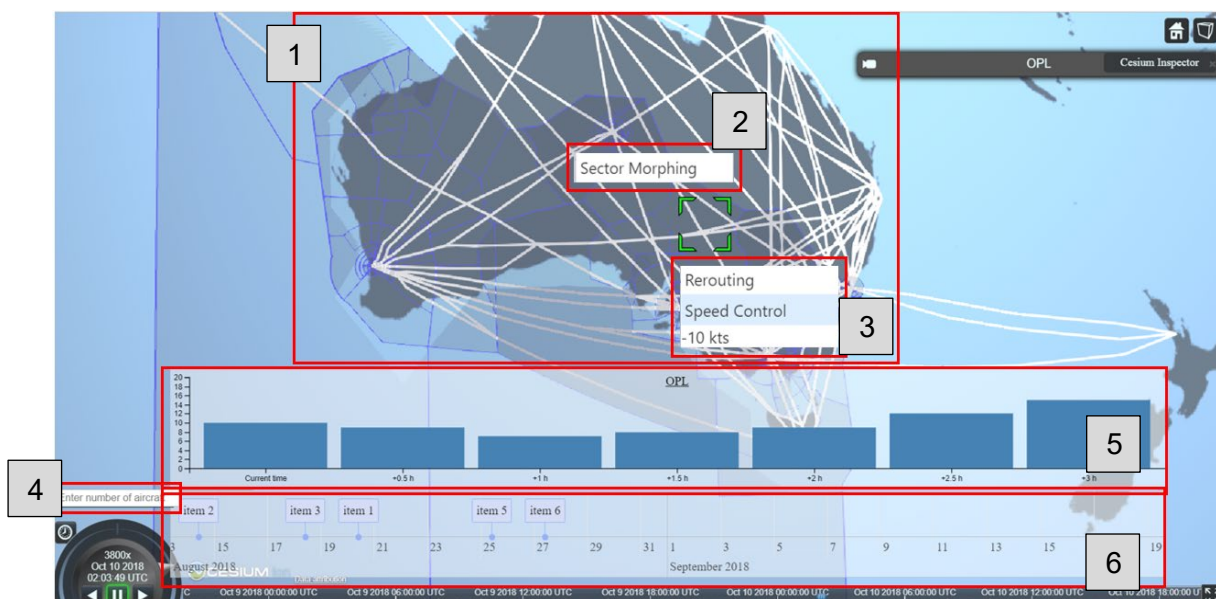 1
2
OPL
Cesium Inspector
Sector Morphing
Rerouting
Speed Control
-10 kts
3
OPL
20
18
16
14
12
10
8
6
4
2
0
Current time
+0.5 h
+1 h
+1.5 h
+2 h
+2.5 h
+3 h
5
4
Enter number of aircraf
item 2
item 3
item 1
item 5
item 6
3
15
17
19
21
23
25
27
29
31
1
3
5
7
9
11
13
15
19
August 2018
September 2018
6
3800x
Oct 10 2018
02:03:49 UTC
CESIUM
Data attribution
C
Oct 9 2018 00:00:00 UTC
Oct 9 2018 06:00:00 UTC
Oct 9 2018 12:00:00 UTC
Oct 9 2018 18:00:00 UTC
Oct 10 2018 00:00:00 UTC
Oct 10 2018 06:00:00 UTC
Oct 10 2018 12:00:00 UTC
Oct 10 2018 18:00:00 U